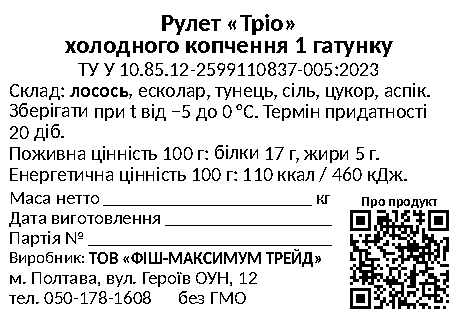 Рулет «Тріо»
холодного копчення 1 ґатунку
ТУ У 10.85.12-2599110837-005:2023
Склад: лосось, есколар, тунець, сіль, цукор, аспік.
Зберігати при t від −5 до 0 °С. Термін придатності
20 діб.
Поживна цінність 100 г: білки 17 г, жири 5 г.
Енергетична цінність 100 г: 110 ккал / 460 кДж.
Маса нетто ____________________ кг
Дата виготовлення ________________
Партія № ________________________
Виробник: ТОВ «ФІШ-МАКСИМУМ ТРЕЙД»
м. Полтава, вул. Героїв ОУН, 12
тел. 050-178-1608 без ГМО
Про продукт